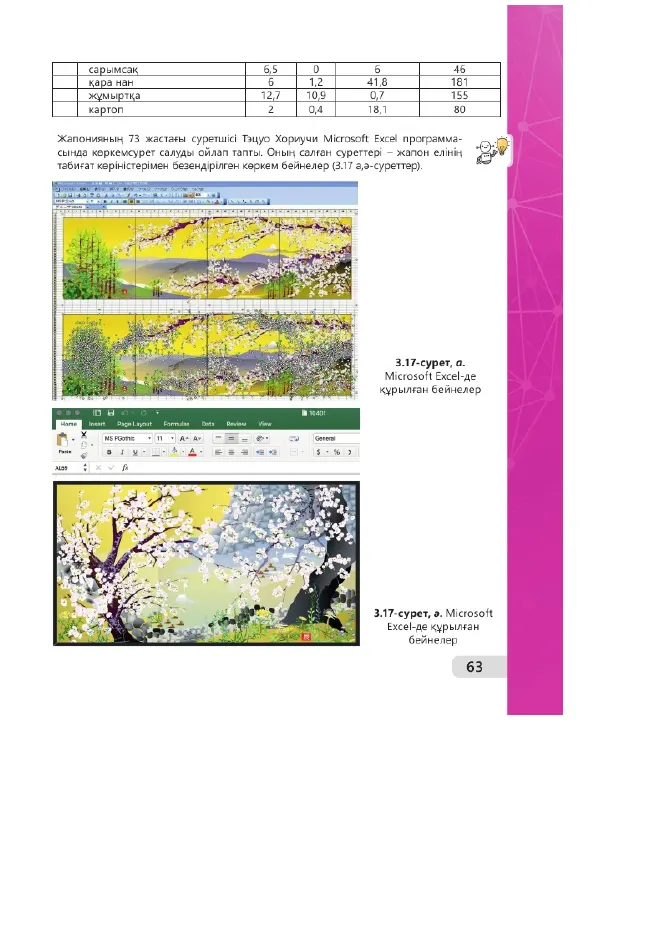 сарымсақ 6,5 0 6 46
қара нан 6 1,2 41,8 181
жұмыртқа 12,7 10,9 0,7 155
картоп 2 0,4 18,1 80
Жапонияның 73 жастағы суретшісі Тэцуо Хориучи Microsoft Excel программа-
сында көркемсурет салуды ойлап тапты. Оның салған суреттері – жапон елінің
табиғат көріністерімен безендірілген көркем бейнелер (3.17 а,ә-суреттер).
3.17-сурет, а.
Microsoft Excel-де
құрылған бейнелер
16401
Home Insert Page Layout Formulas Data Review View
Paste MS PGothic 11 A A General
B I U A $ % )
AL59 fx
3.17-сурет, ә. Microsoft
Excel-де құрылған
бейнелер
63